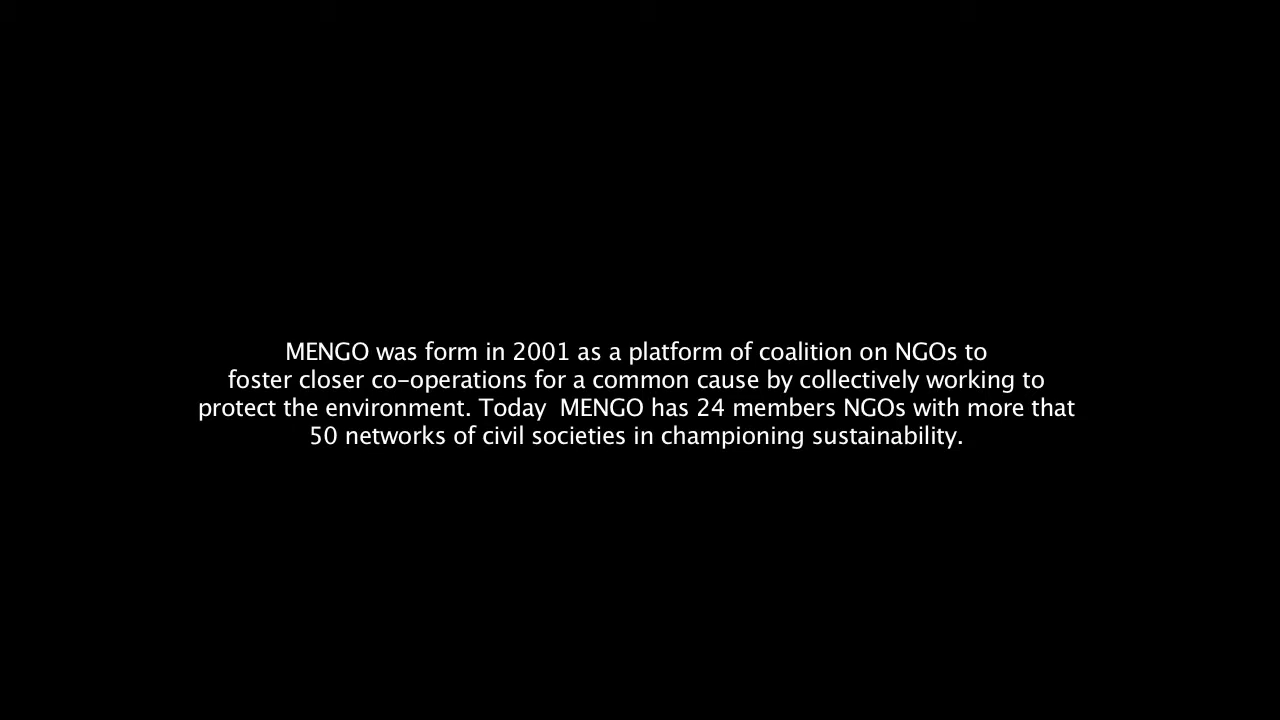 MENGO was form in 2001 as a platform of coalition on NGOs to
foster closer co-operations for a common cause by collectively working to
protect the environment. Today  MENGO has 24 members NGOs with more that
50 networks of civil societies in championing sustainability.